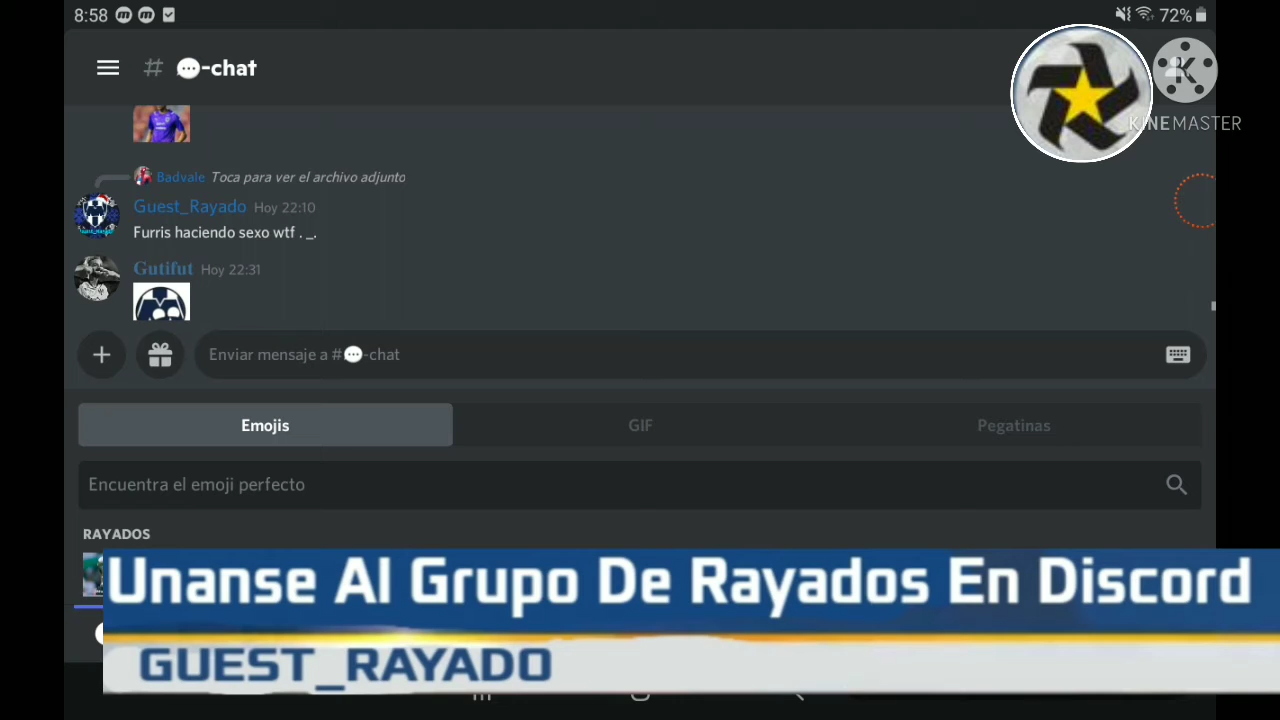 8:58
72%
# 💬-chat
KINEMASTER
Badvale Toca para ver el archivo adjunto
Guest_Rayado Hoy 22:10
Furris haciendo sexo wtf . _.
Gutifut Hoy 22:31
Enviar mensaje a #💬-chat
Emojis
GIF
Pegatinas
Encuentra el emoji perfecto
RAYADOS
Unanse Al Grupo De Rayados En Discord
GUEST_RAYADO